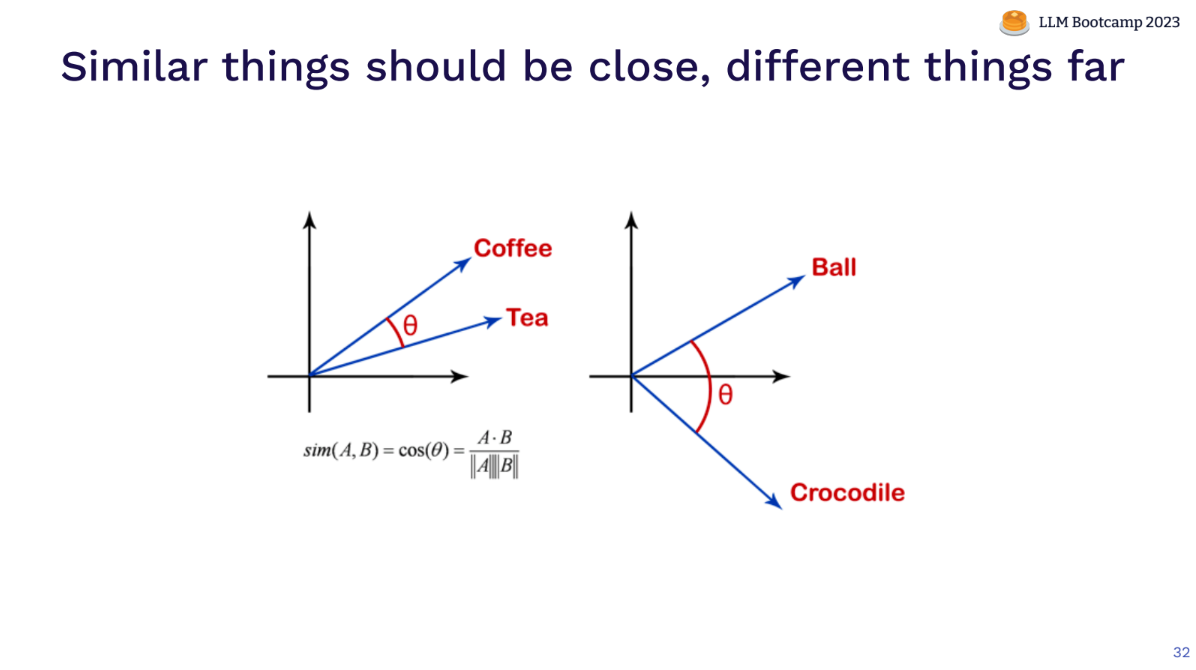 LLM Bootcamp 2023
Similar things should be close, different things far
Coffee
θ
Tea
sim(A, B) = cos(θ) = A · B / ||A|| ||B||
Ball
θ
Crocodile
32